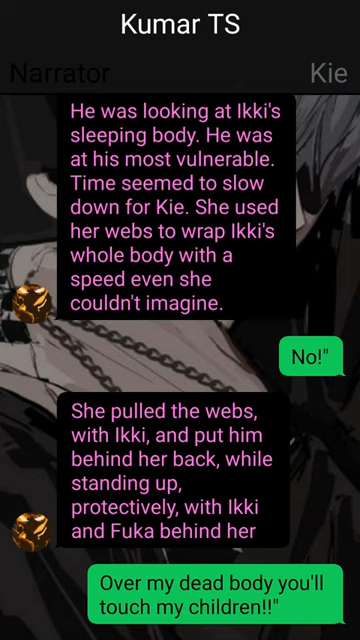 Kumar TS
Narrator
Kie
He was looking at Ikki's
sleeping body. He was
at his most vulnerable.
Time seemed to slow
down for Kie. She used
her webs to wrap Ikki's
whole body with a
speed even she
couldn't imagine.
No!"
She pulled the webs,
with Ikki, and put him
behind her back, while
standing up,
protectively, with Ikki
and Fuka behind her
Over my dead body you'll
touch my children!!"